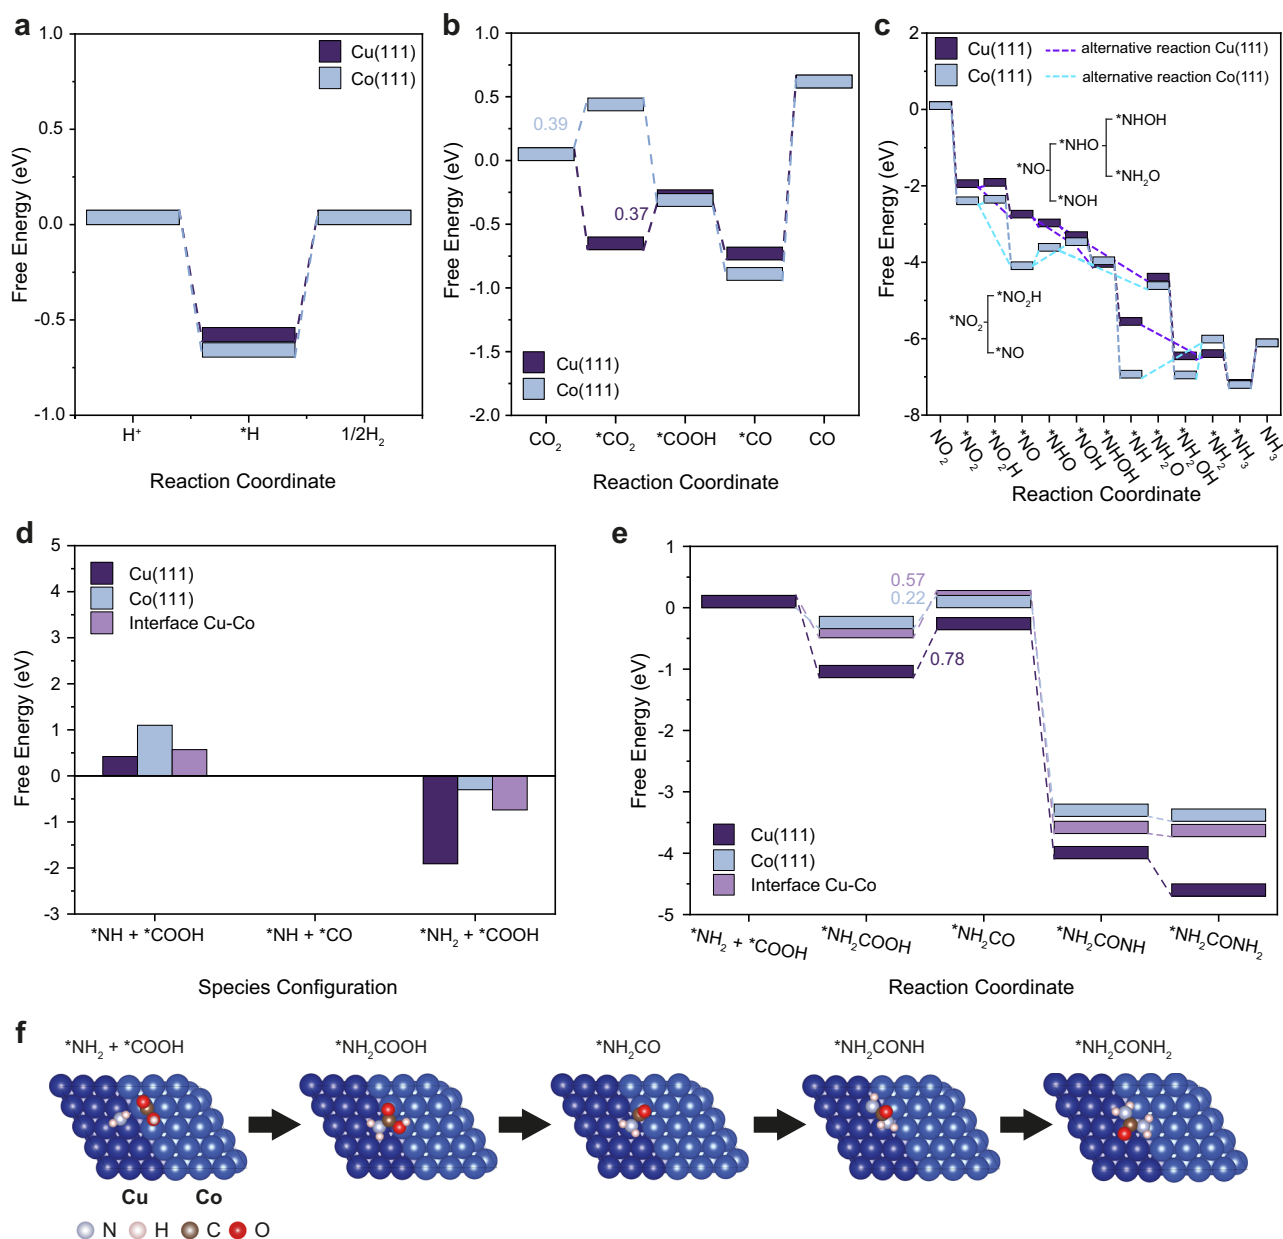 a
1.0
0.5
0.0
-0.5
-1.0
Free Energy (eV)
Cu(111)
Co(111)
H⁺
*H
1/2H₂
Reaction Coordinate
b
1.0
0.5
0.0
-0.5
-1.0
-1.5
-2.0
Free Energy (eV)
0.39
0.37
Cu(111)
Co(111)
CO₂
*CO₂
*COOH
*CO
CO
Reaction Coordinate
c
2
0
-2
-4
-6
-8
Free Energy (eV)
Cu(111)
alternative reaction Cu(111)
Co(111)
alternative reaction Co(111)
*NHOH
*NHO
*NO
*NH₂O
*NOH
*NO₂H
*NO₂
*NO
NO₂
*NO₂
*NO₂H
*NO
*NHO
*NOH
*NHOH
*NH
*NH₂O
*NH₂OH
*NH₂
*NH₃
NH₃
Reaction Coordinate
d
5
4
3
2
1
0
-1
-2
-3
Free Energy (eV)
Cu(111)
Co(111)
Interface Cu-Co
*NH + *COOH
*NH + *CO
*NH₂ + *COOH
Species Configuration
e
1
0
-1
-2
-3
-4
-5
Free Energy (eV)
0.57
0.22
0.78
Cu(111)
Co(111)
Interface Cu-Co
*NH₂ + *COOH
*NH₂COOH
*NH₂CO
*NH₂CONH
*NH₂CONH₂
Reaction Coordinate
f
*NH₂ + *COOH
*NH₂COOH
*NH₂CO
*NH₂CONH
*NH₂CONH₂
Cu
Co
N H C O